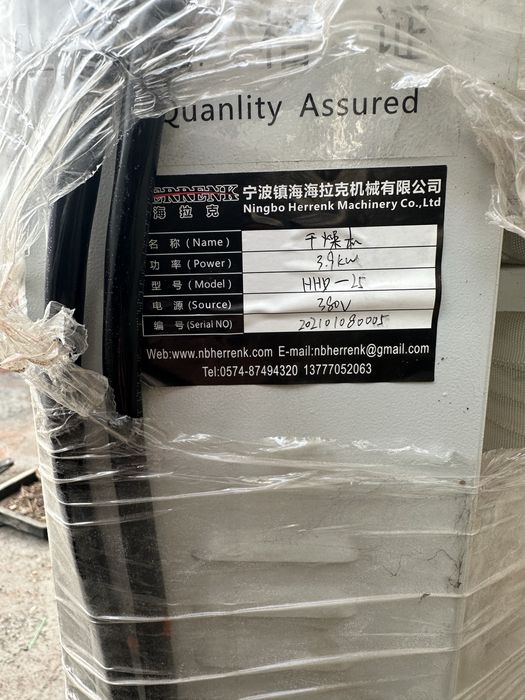 证
Quanlity Assured
HERRENK 宁波镇海海拉克机械有限公司
海拉克 Ningbo Herrenk Machinery Co.,Ltd
名 称(Name) 干燥机
功 率(Power) 3.9kw
型 号(Model) HHD-25
电 源(Source) 380V
编 号(Serial NO) 202101080005
Web:www.nbherrenk.com E-mail:nbherrenk@gmail.com
Tel:0574-87494320 13777052063